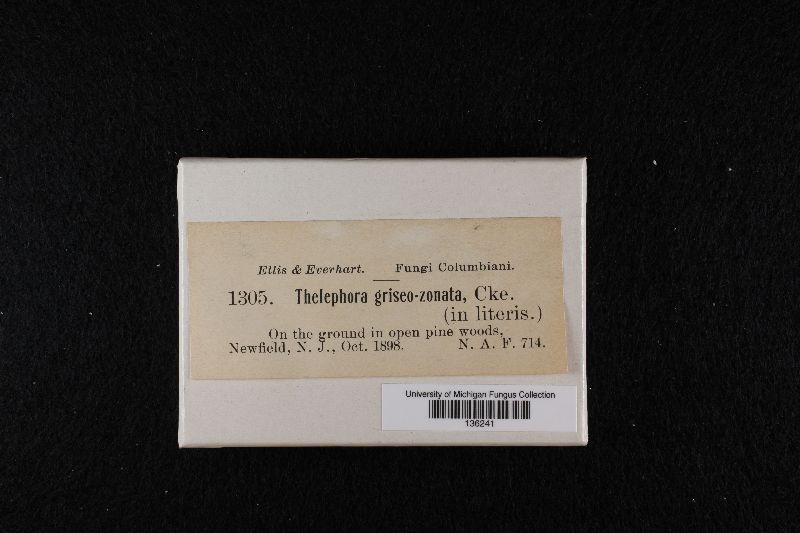 Ellis & Everhart. Fungi Columbiani.
1305. Thelephora griseo-zonata, Cke.
(in literis.)
On the ground in open pine woods,
Newfield, N. J., Oct. 1898. N. A. F. 714.
University of Michigan Fungus Collection
136241